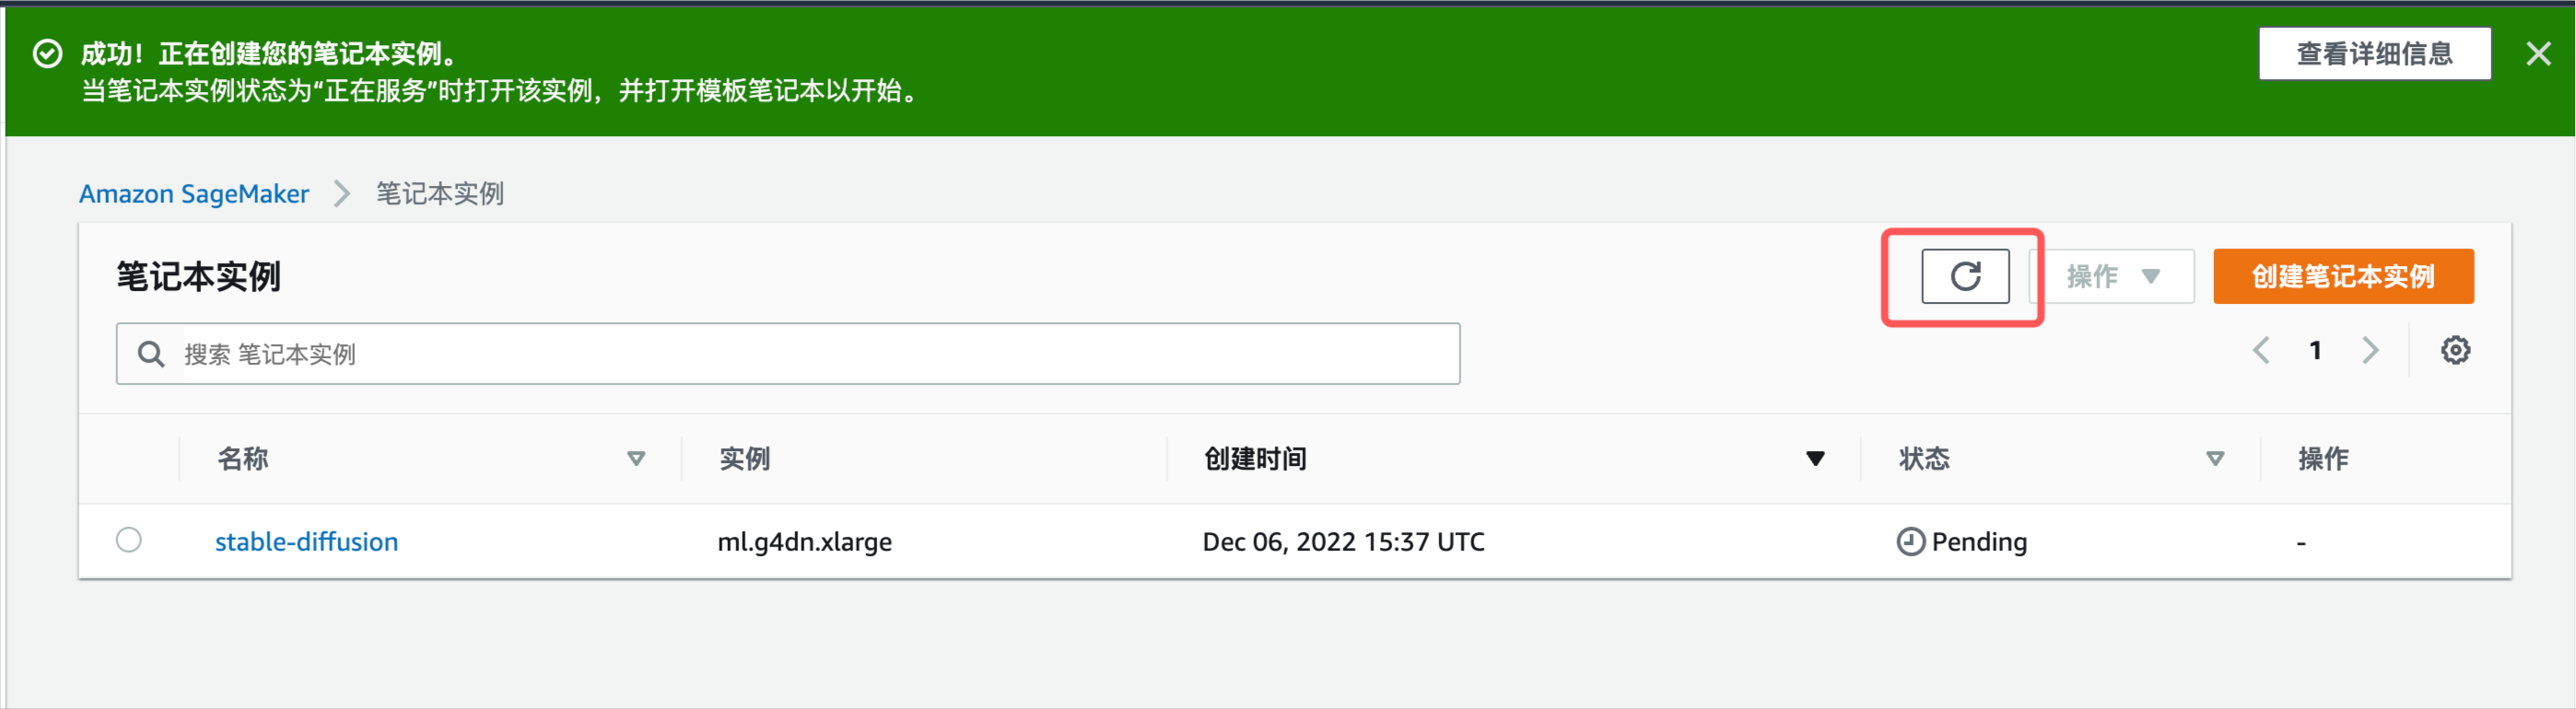 成功！正在创建您的笔记本实例。
查看详细信息
当笔记本实例状态为“正在服务”时打开该实例，并打开模板笔记本以开始。
Amazon SageMaker
笔记本实例
笔记本实例
操作
创建笔记本实例
搜索 笔记本实例
1
名称
实例
创建时间
状态
操作
stable-diffusion
ml.g4dn.xlarge
Dec 06, 2022 15:37 UTC
Pending
-